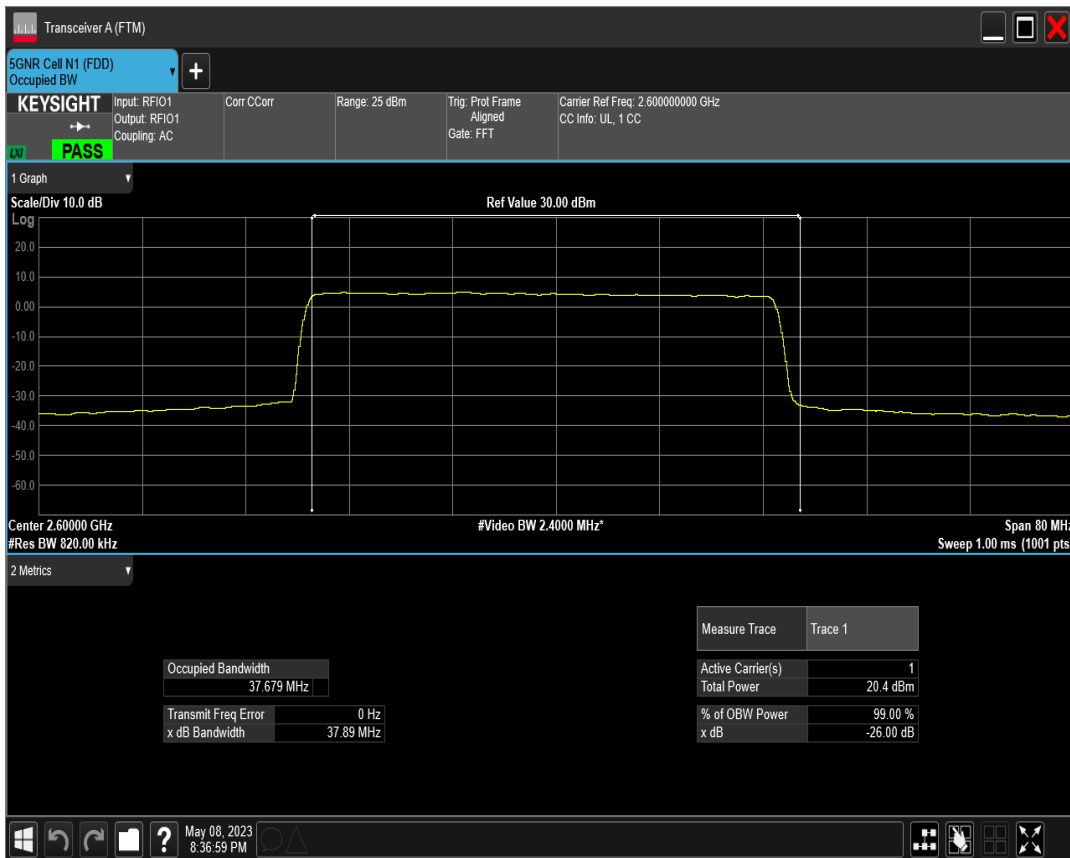 Transceiver A (FTM)
5GNR Cell N1 (FDD)
Occupied BW
+
KEYSIGHT
LXI
PASS
Input: RFIO1
Output: RFIO1
Coupling: AC
Corr CCorr
Range: 25 dBm
Trig: Prot Frame
Aligned
Gate: FFT
Carrier Ref Freq: 2.600000000 GHz
CC Info: UL, 1 CC
1 Graph
Scale/Div 10.0 dB
Ref Value 30.00 dBm
Log
20.0
10.0
0.00
-10.0
-20.0
-30.0
-40.0
-50.0
-60.0
Center 2.60000 GHz
#Video BW 2.4000 MHz*
Span 80 MHz
#Res BW 820.00 kHz
Sweep 1.00 ms (1001 pts
2 Metrics
Measure Trace Trace 1
Occupied Bandwidth
37.679 MHz
Active Carrier(s) 1
Total Power 20.4 dBm
Transmit Freq Error 0 Hz
x dB Bandwidth 37.89 MHz
% of OBW Power 99.00 %
x dB -26.00 dB
?
May 08, 2023
8:36:59 PM